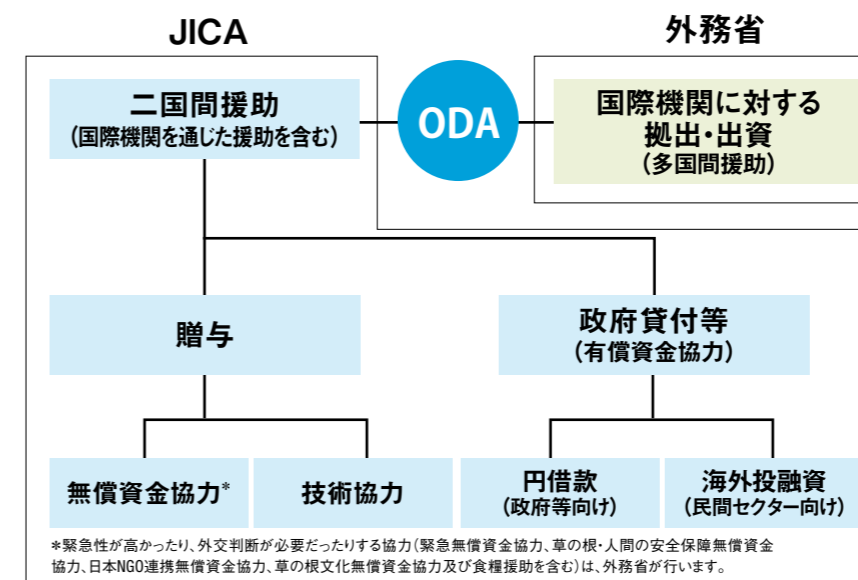 JICA
外務省
二国間援助
(国際機関を通じた援助を含む)
ODA
国際機関に対する
拠出・出資
(多国間援助)
贈与
政府貸付等
(有償資金協力)
無償資金協力*
技術協力
円借款
(政府等向け)
海外投融資
(民間セクター向け)
*緊急性が高かったり、外交判断が必要だったりする協力(緊急無償資金協力、草の根・人間の安全保障無償資金
協力、日本NGO連携無償資金協力、草の根文化無償資金協力及び食糧援助を含む)は、外務省が行います。